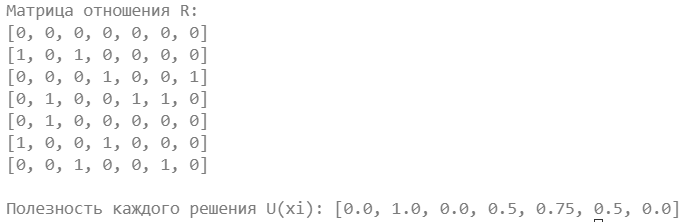 Матрица отношения R:
[0, 0, 0, 0, 0, 0, 0]
[1, 0, 1, 0, 0, 0, 0]
[0, 0, 0, 1, 0, 0, 1]
[0, 1, 0, 0, 1, 1, 0]
[0, 1, 0, 0, 0, 0, 0]
[1, 0, 0, 1, 0, 0, 0]
[0, 0, 1, 0, 0, 1, 0]
Полезность каждого решения U(xi): [0.0, 1.0, 0.0, 0.5, 0.75, 0.5, 0.0]